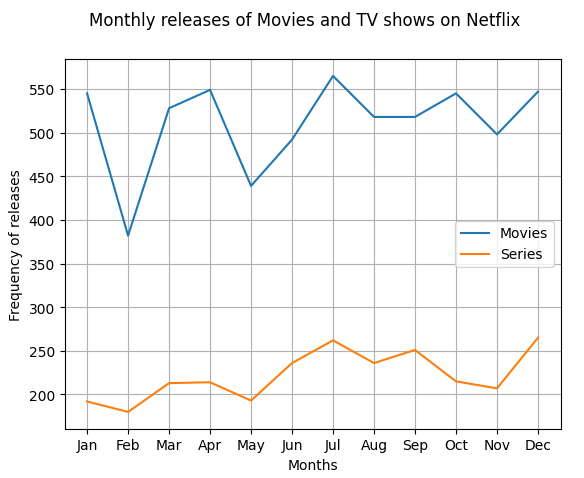 Monthly releases of Movies and TV shows on Netflix
Frequency of releases
550
500
450
400
350
300
250
200
Movies
Series
Jan Feb Mar Apr May Jun Jul Aug Sep Oct Nov Dec
Months